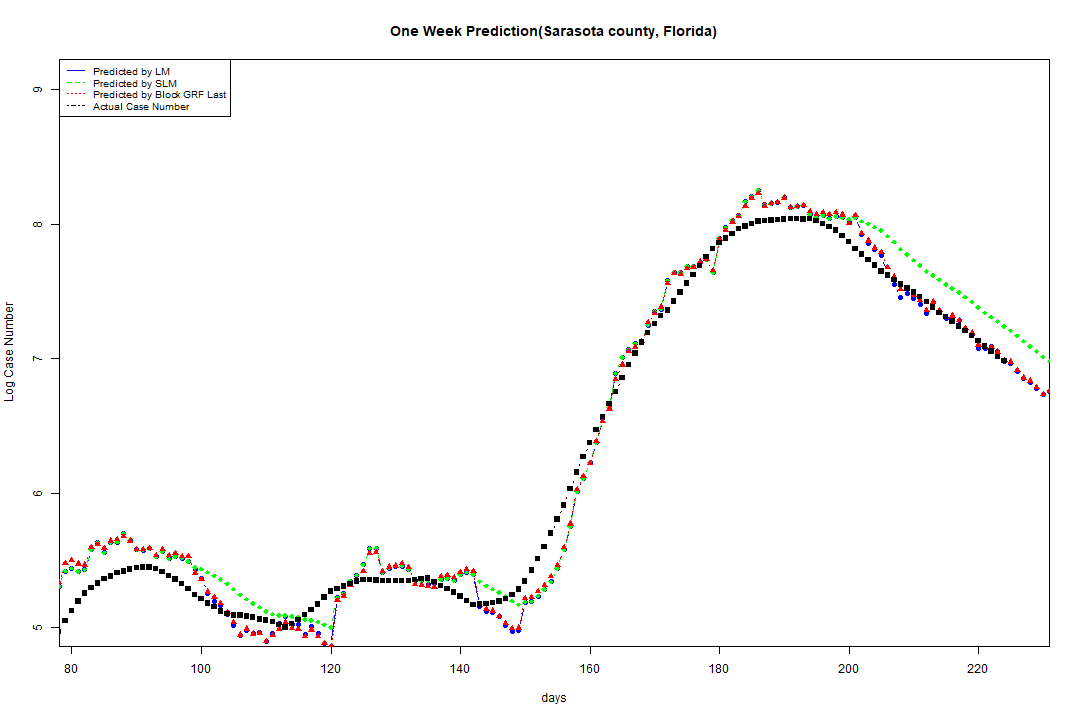 One Week Prediction(Sarasota county, Florida)
Predicted by LM
Predicted by SLM
Predicted by Block GRF Last
Actual Case Number
9
8
7
6
5
Log Case Number
80 100 120 140 160 180 200 220
days